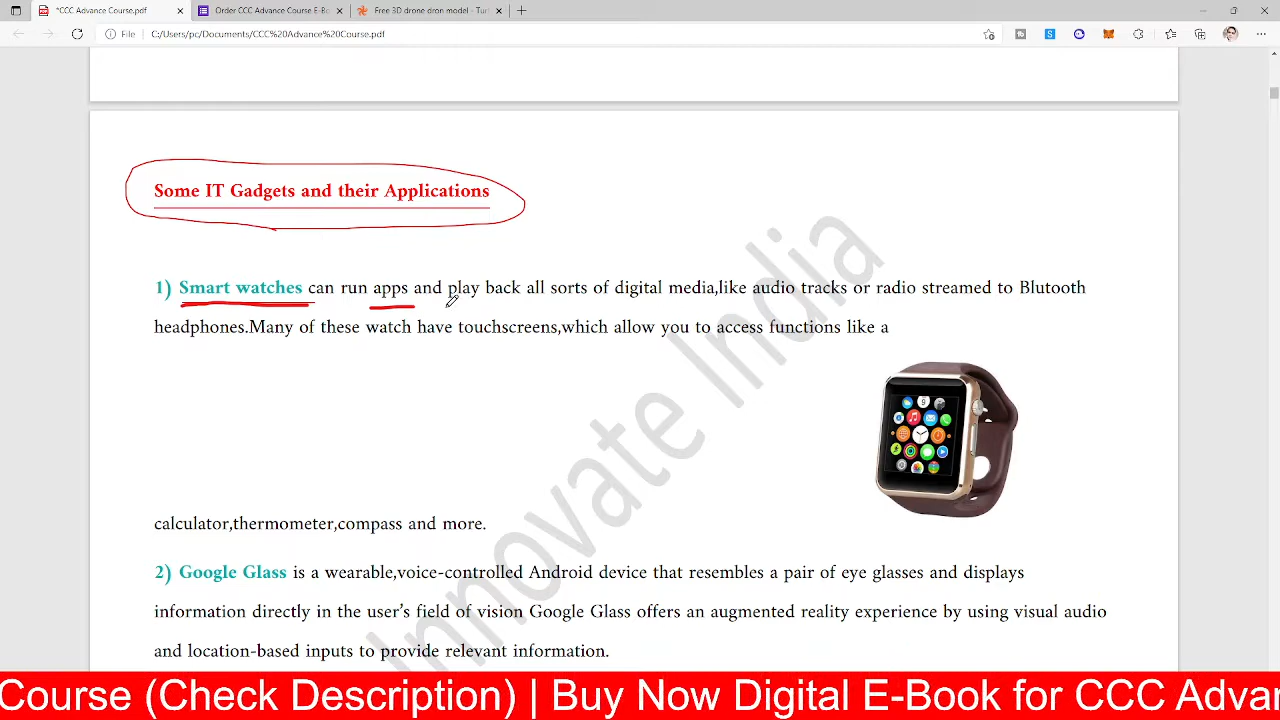 *CCC Advance Course.pdf
Order CCC Advance Course E-Bo
Free 3D drone dron model - Tur
File
C:/Users/pc/Documents/CCC%20Advance%20Course.pdf
Some IT Gadgets and their Applications
1) Smart watches can run apps and play back all sorts of digital media,like audio tracks or radio streamed to Blutooth
headphones.Many of these watch have touchscreens,which allow you to access functions like a
calculator,thermometer,compass and more.
2) Google Glass is a wearable,voice-controlled Android device that resembles a pair of eye glasses and displays
information directly in the user's field of vision Google Glass offers an augmented reality experience by using visual audio
and location-based inputs to provide relevant information.
Innovate India
Course (Check Description) | Buy Now Digital E-Book for CCC Advan